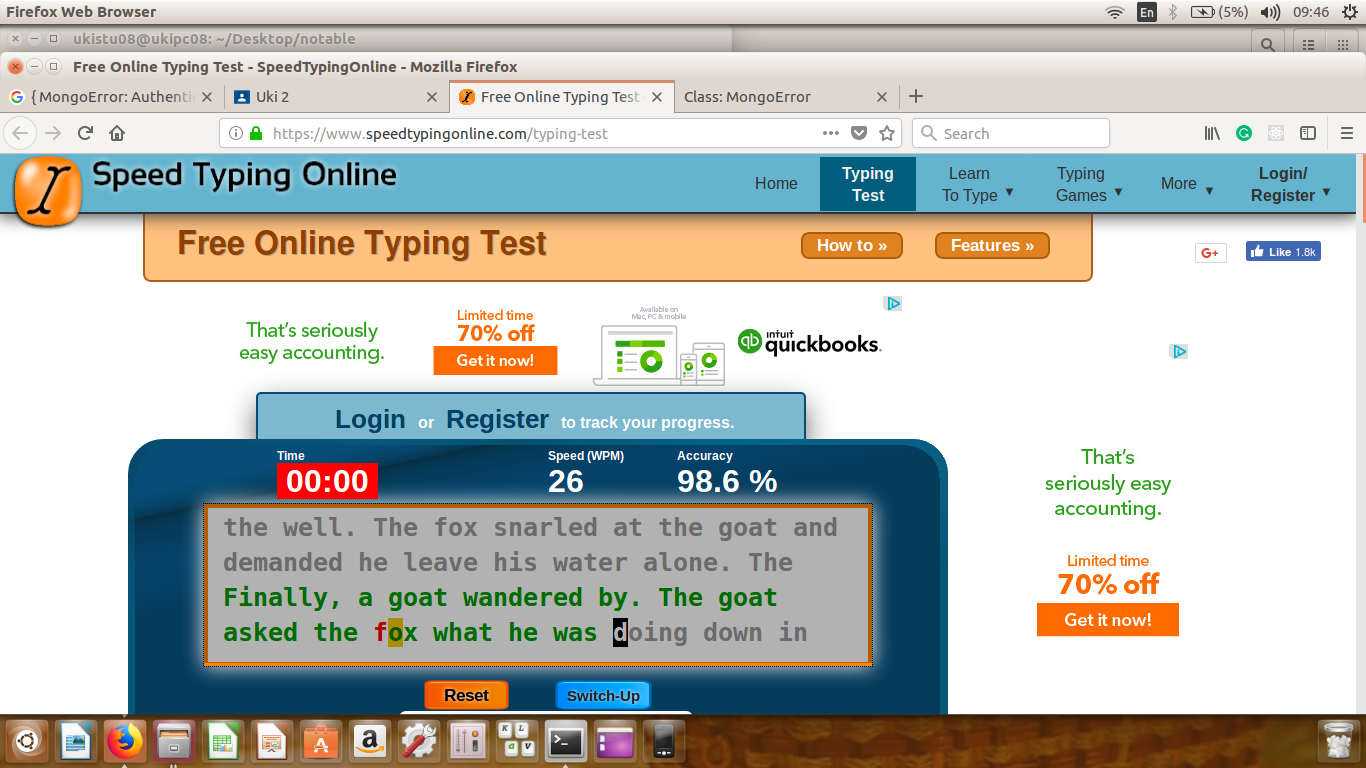 Firefox Web Browser
En
(5%)
09:46
ukistu08@ukipc08: ~/Desktop/notable
Free Online Typing Test - SpeedTypingOnline - Mozilla Firefox
{ MongoError: Authenti
Uki 2
Free Online Typing Test
Class: MongoError
https://www.speedtypingonline.com/typing-test
Search
Speed Typing Online
Home
Typing Test
Learn To Type
Typing Games
More
Login/ Register
Free Online Typing Test
How to »
Features »
G+
Like 1.8k
That's seriously easy accounting.
Limited time
70% off
Get it now!
Available on
Mac, PC & mobile
qb intuit quickbooks.
Login or Register to track your progress.
Time
Speed (WPM)
Accuracy
00:00
26
98.6 %
the well. The fox snarled at the goat and
demanded he leave his water alone. The
Finally, a goat wandered by. The goat
asked the fox what he was doing down in
Reset
Switch-Up
That's
seriously easy
accounting.
Limited time
70% off
Get it now!
K L
a v